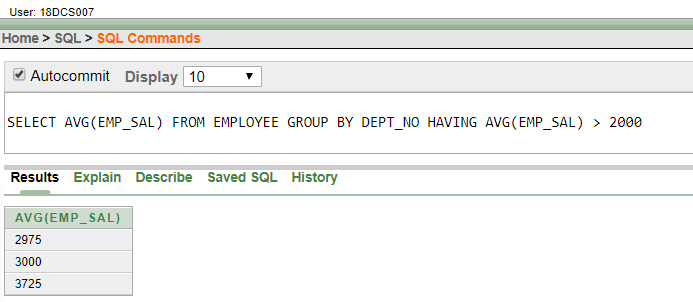 User: 18DCS007
Home > SQL > SQL Commands
Autocommit Display 10
SELECT AVG(EMP_SAL) FROM EMPLOYEE GROUP BY DEPT_NO HAVING AVG(EMP_SAL) > 2000
Results Explain Describe Saved SQL History
AVG(EMP_SAL)
2975
3000
3725